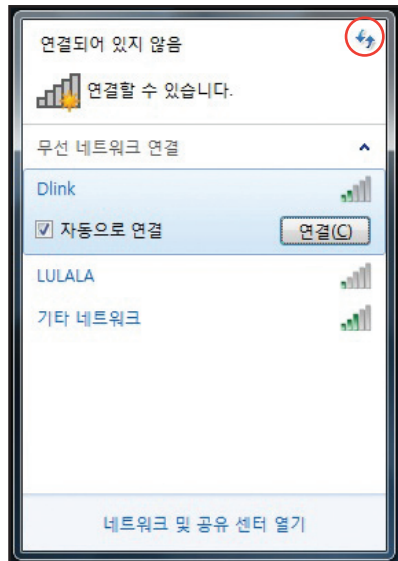 연결되어 있지 않음
연결할 수 있습니다.
무선 네트워크 연결
Dlink
자동으로 연결
연결(C)
LULALA
기타 네트워크
네트워크 및 공유 센터 열기